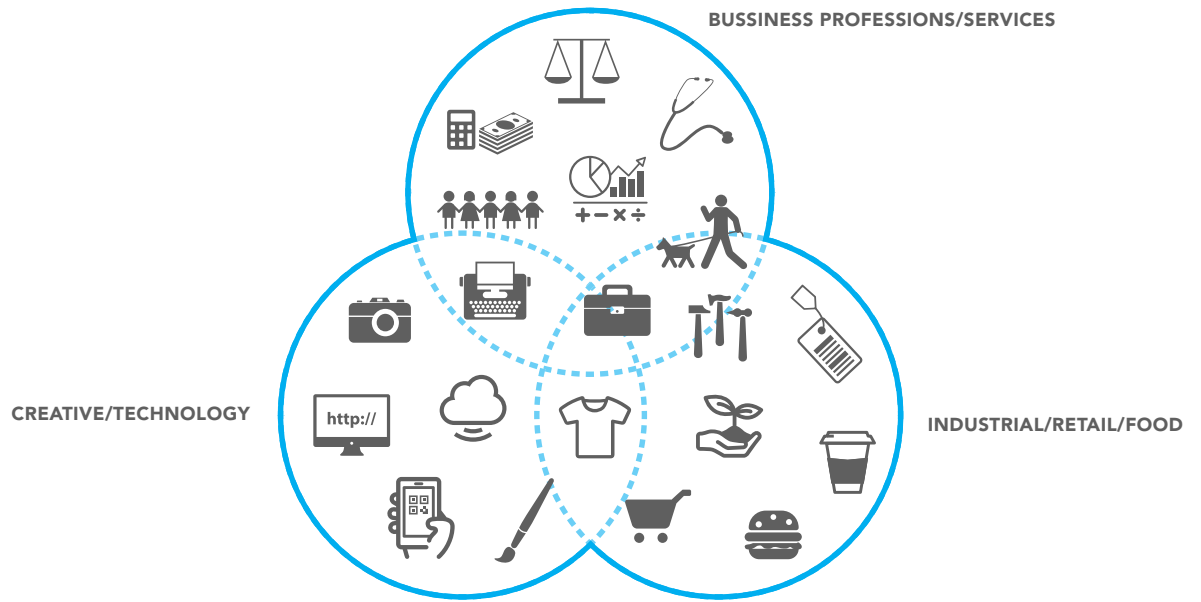 BUSSINESS PROFESSIONS/SERVICES
CREATIVE/TECHNOLOGY
http://
INDUSTRIAL/RETAIL/FOOD